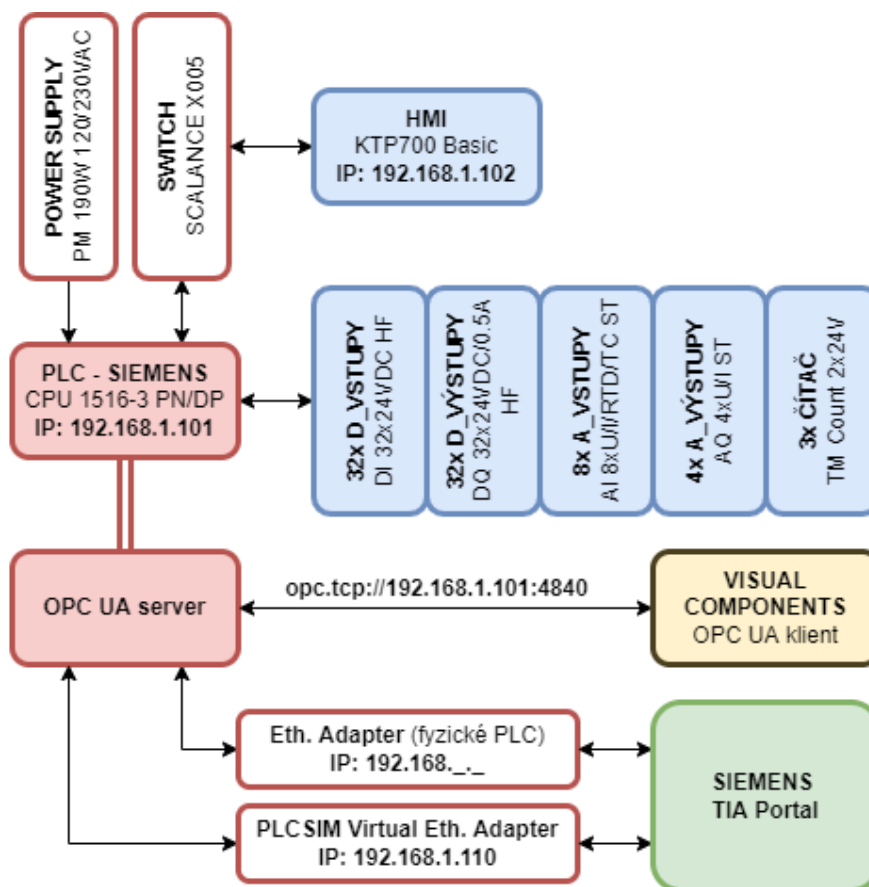 POWER SUPPLY
PM 190W 120/230VAC
SWITCH
SCALANCE X005
HMI
KTP700 Basic
IP: 192.168.1.102
PLC - SIEMENS
CPU 1516-3 PN/DP
IP: 192.168.1.101
32x D_VSTUPY
DI 32x24VDC HF
32x D_VÝSTUPY
DQ 32x24VDC/0.5A
HF
8x A_VSTUPY
AI 8xU/I/RTD/TC ST
4x A_VÝSTUPY
AQ 4xU/I ST
3x ČÍTAČ
TM Count 2x24V
OPC UA server
opc.tcp://192.168.1.101:4840
VISUAL
COMPONENTS
OPC UA klient
Eth. Adapter (fyzické PLC)
IP: 192.168._._
PLCSIM Virtual Eth. Adapter
IP: 192.168.1.110
SIEMENS
TIA Portal